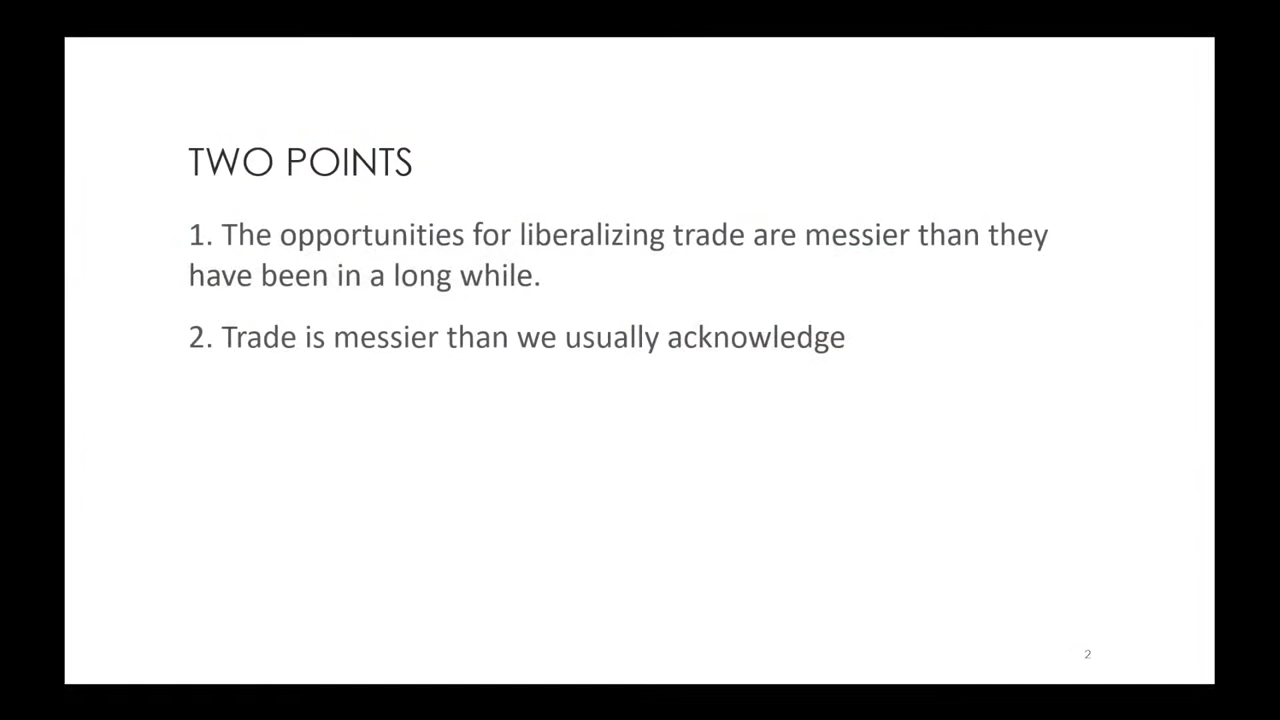 TWO POINTS
1. The opportunities for liberalizing trade are messier than they
have been in a long while.
2. Trade is messier than we usually acknowledge
2